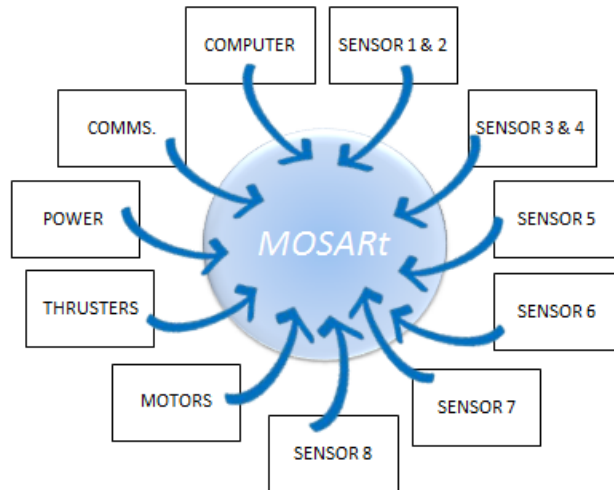 COMPUTER
SENSOR 1 & 2
COMMS.
SENSOR 3 & 4
POWER
SENSOR 5
MOSARt
THRUSTERS
SENSOR 6
MOTORS
SENSOR 7
SENSOR 8